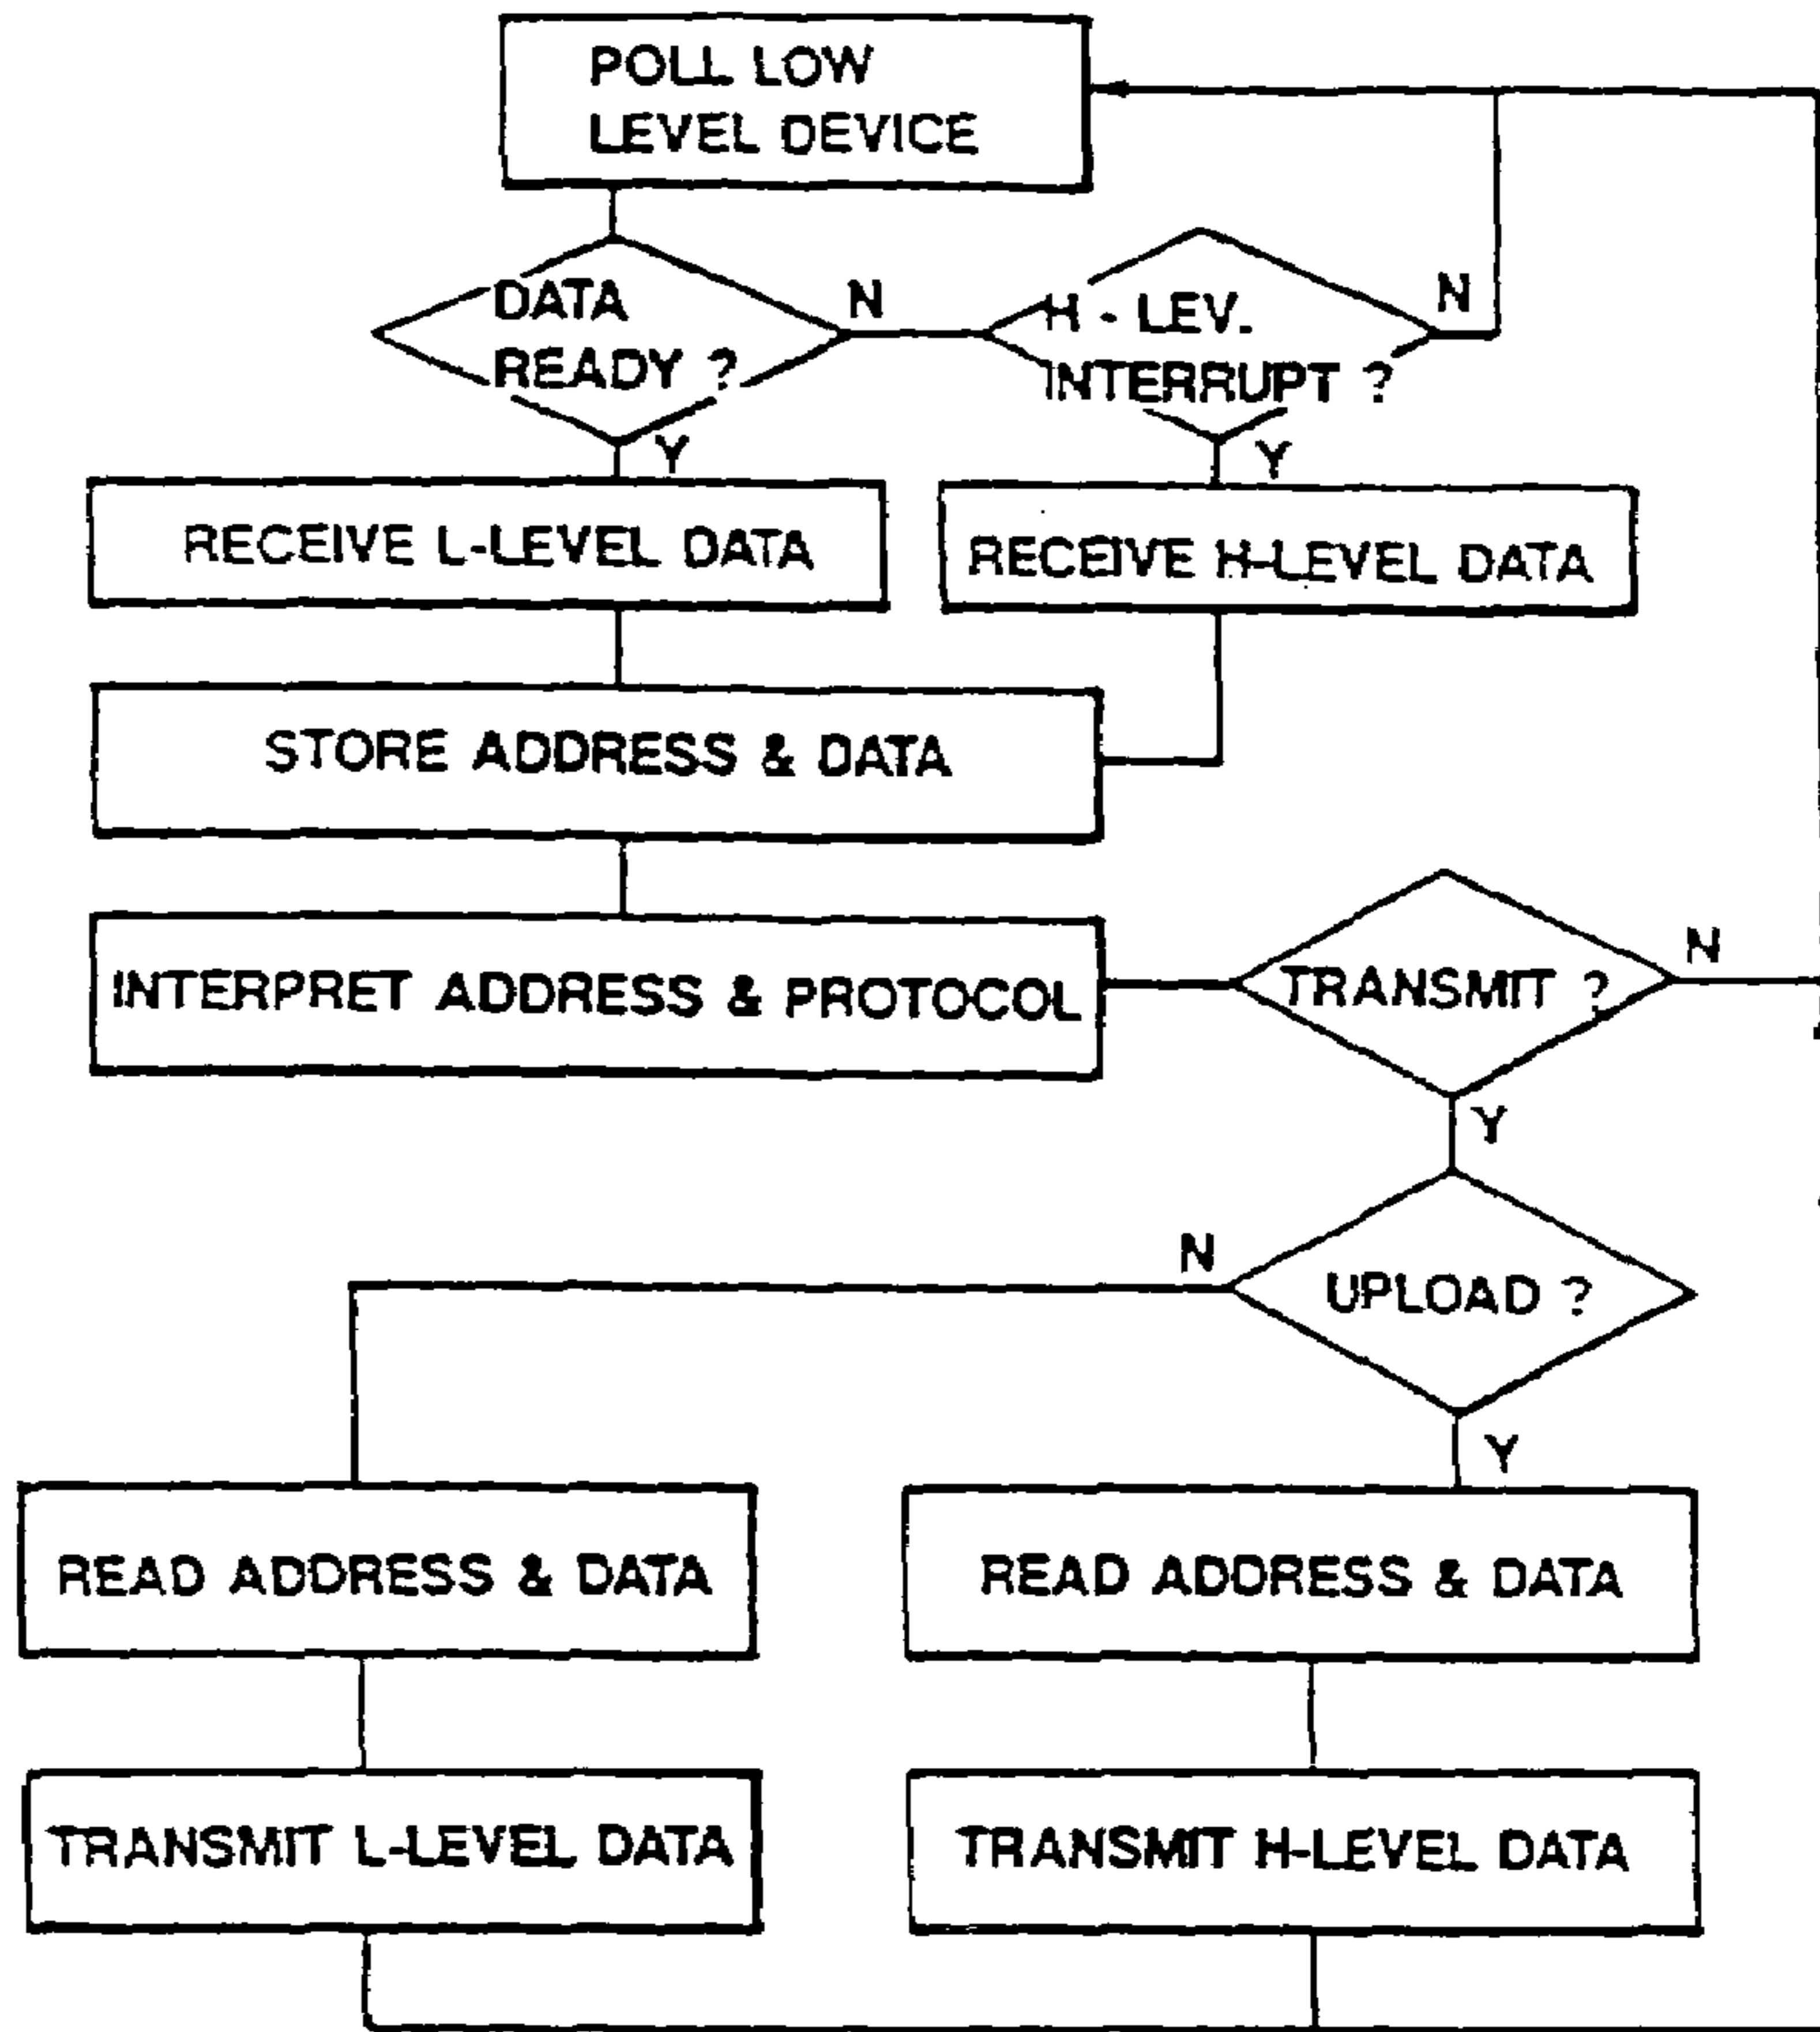 POLL LOW
LEVEL DEVICE
DATA
READY ?
N
H - LEV.
INTERRUPT ?
N
Y
Y
RECEIVE L-LEVEL DATA
RECEIVE H-LEVEL DATA
STORE ADDRESS & DATA
INTERPRET ADDRESS & PROTOCOL
TRANSMIT ?
N
Y
N
UPLOAD ?
Y
READ ADDRESS & DATA
READ ADDRESS & DATA
TRANSMIT L-LEVEL DATA
TRANSMIT H-LEVEL DATA